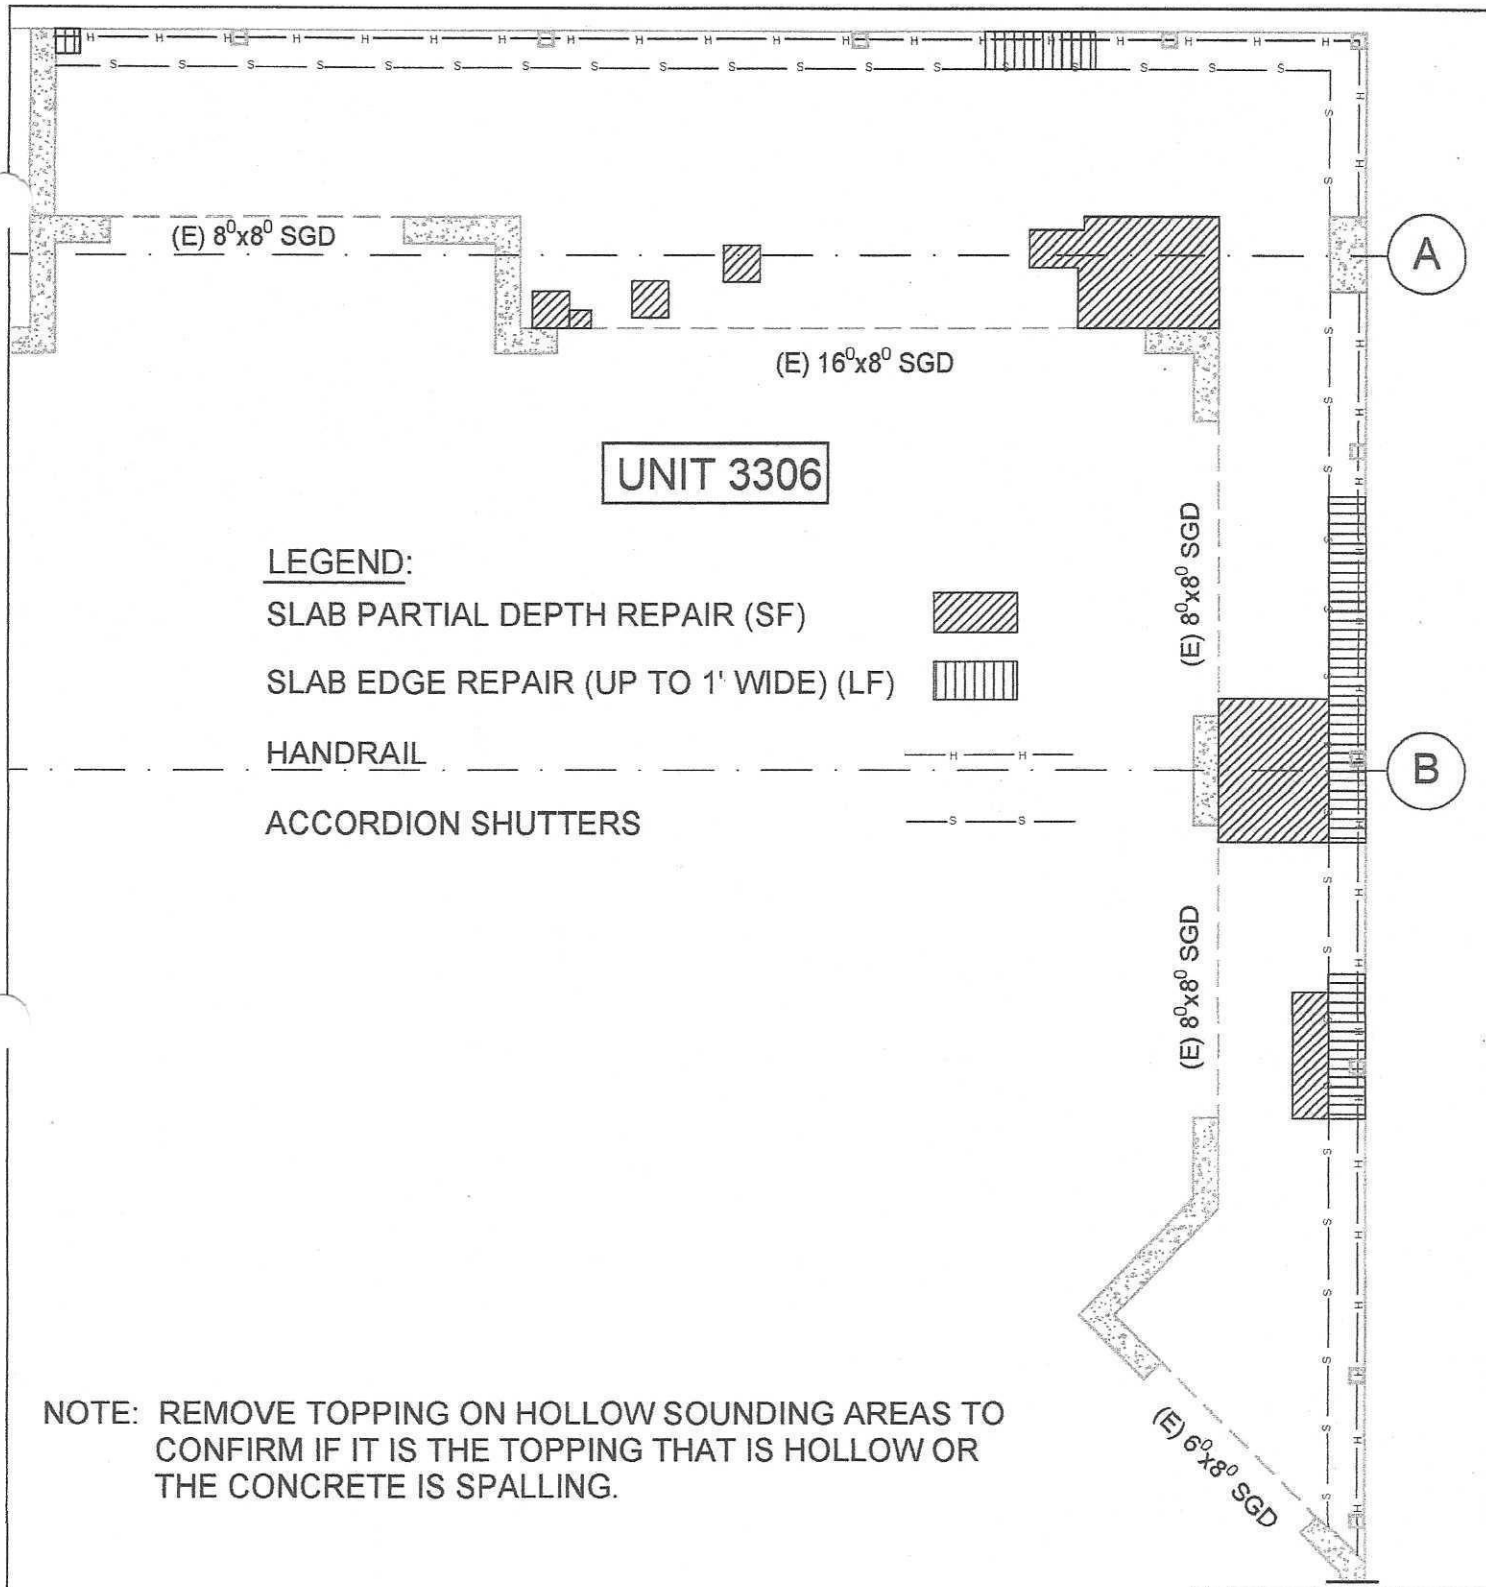 (E) 8⁰x8⁰ SGD
A
(E) 16⁰x8⁰ SGD
UNIT 3306
LEGEND:
SLAB PARTIAL DEPTH REPAIR (SF)
SLAB EDGE REPAIR (UP TO 1' WIDE) (LF)
HANDRAIL
H H
ACCORDION SHUTTERS
S S
(E) 8⁰x8⁰ SGD
B
(E) 8⁰x8⁰ SGD
(E) 6⁰x8⁰ SGD
NOTE: REMOVE TOPPING ON HOLLOW SOUNDING AREAS TO
CONFIRM IF IT IS THE TOPPING THAT IS HOLLOW OR
THE CONCRETE IS SPALLING.